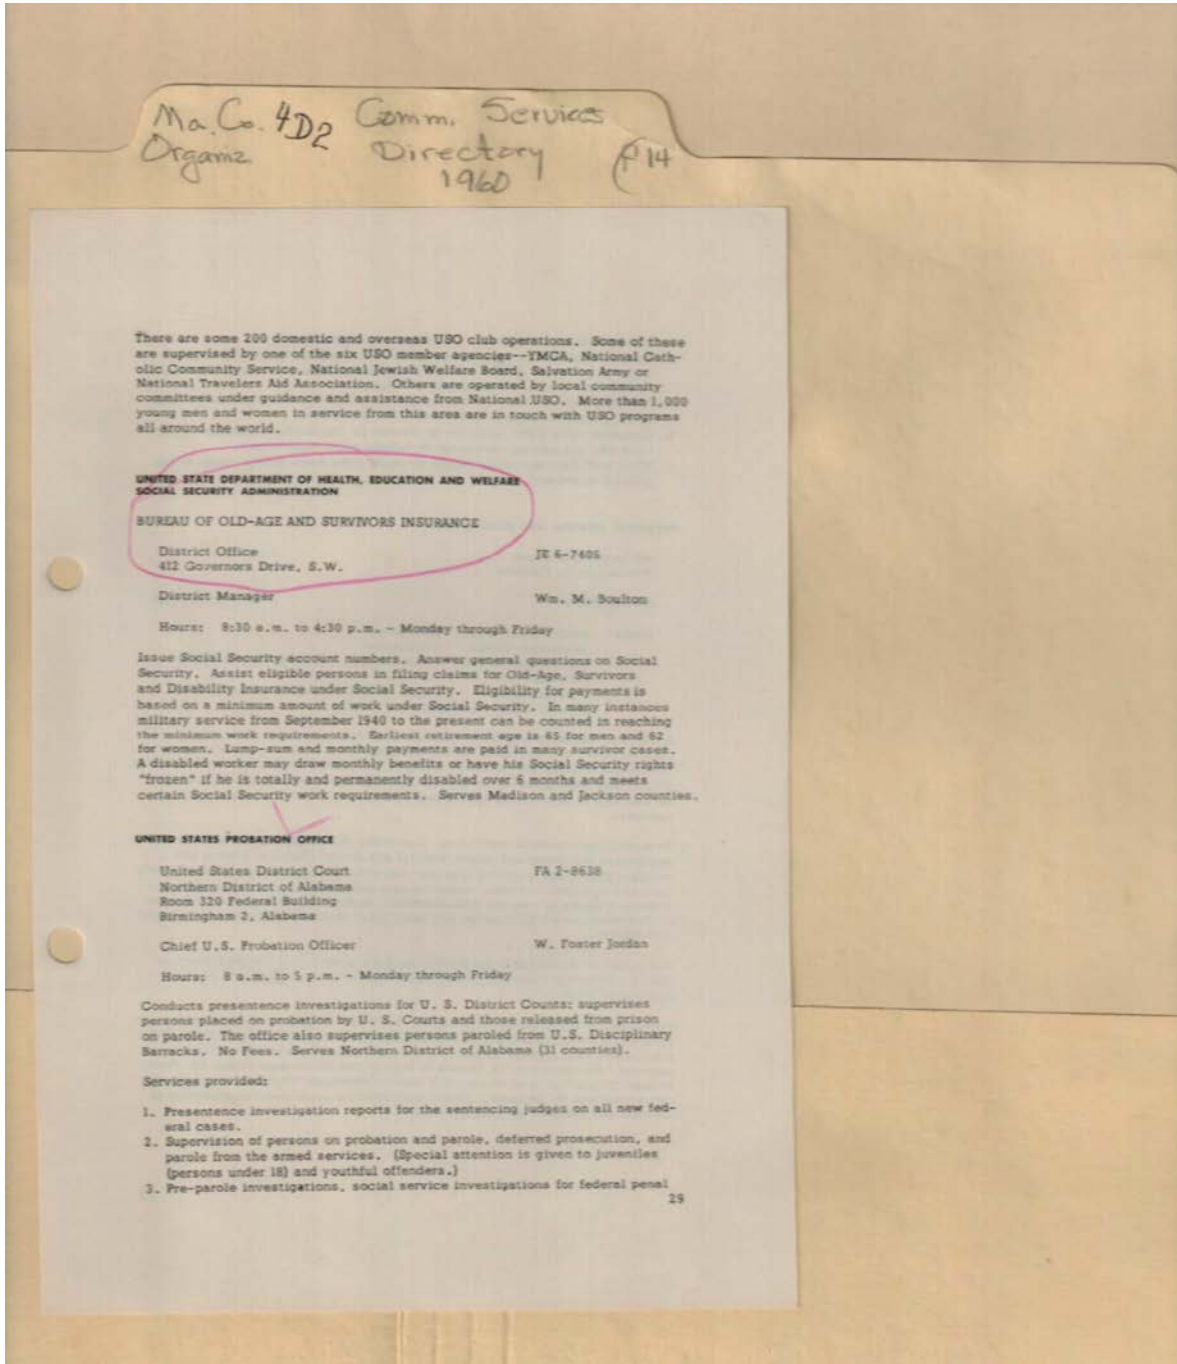 Ma. Co. 4D2 Comm. Services
Organiz. Directory P 14
1960
There are some 200 domestic and overseas USO club operations. Some of these
are supervised by one of the six USO member agencies--YMCA, National Cath-
olic Community Service, National Jewish Welfare Board, Salvation Army or
National Travelers Aid Association. Others are operated by local community
committees under guidance and assistance from National USO. More than 1,000
young men and women in service from this area are in touch with USO programs
all around the world.
UNITED STATE DEPARTMENT OF HEALTH, EDUCATION AND WELFARE
SOCIAL SECURITY ADMINISTRATION
BUREAU OF OLD-AGE AND SURVIVORS INSURANCE
District Office JE 6-7405
412 Governors Drive, S.W.
District Manager Wm. M. Boulton
Hours: 8:30 a.m. to 4:30 p.m. - Monday through Friday
Issue Social Security account numbers. Answer general questions on Social
Security. Assist eligible persons in filing claims for Old-Age, Survivors
and Disability Insurance under Social Security. Eligibility for payments is
based on a minimum amount of work under Social Security. In many instances
military service from September 1940 to the present can be counted in reaching
the minimum work requirements. Earliest retirement age is 65 for men and 62
for women. Lump-sum and monthly payments are paid in many survivor cases.
A disabled worker may draw monthly benefits or have his Social Security rights
"frozen" if he is totally and permanently disabled over 6 months and meets
certain Social Security work requirements. Serves Madison and Jackson counties.
UNITED STATES PROBATION OFFICE
United States District Court FA 2-8638
Northern District of Alabama
Room 320 Federal Building
Birmingham 2, Alabama
Chief U.S. Probation Officer W. Foster Jordan
Hours: 8 a.m. to 5 p.m. - Monday through Friday
Conducts presentence investigations for U. S. District Counts; supervises
persons placed on probation by U. S. Courts and those released from prison
on parole. The office also supervises persons paroled from U.S. Disciplinary
Barracks. No Fees. Serves Northern District of Alabama (31 counties).
Services provided:
1. Presentence investigation reports for the sentencing judges on all new fed-
eral cases.
2. Supervision of persons on probation and parole, deferred prosecution, and
parole from the armed services. (Special attention is given to juveniles
(persons under 18) and youthful offenders.)
3. Pre-parole investigations, social service investigations for federal penal
29